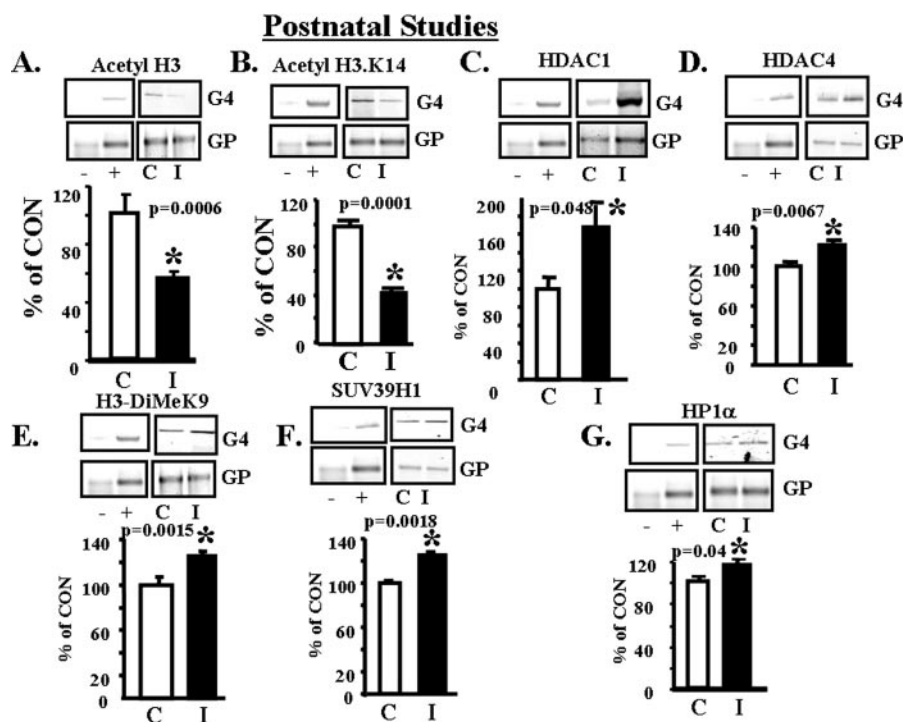 Postnatal Studies
A.
Acetyl H3
G4
GP
- + C I
% of CON
120
80
40
0
p=0.0006
*
C I
B.
Acetyl H3.K14
G4
GP
- + C I
% of CON
120
80
40
0
p=0.0001
*
C I
C.
HDAC1
G4
GP
- + C I
% of CON
200
160
120
80
40
0
p=0.048
*
C I
D.
HDAC4
G4
GP
- + C I
% of CON
140
100
60
20
0
p=0.0067
*
C I
E.
H3-DiMeK9
G4
GP
- + C I
% of CON
140
100
60
20
0
p=0.0015
*
C I
F.
SUV39H1
G4
GP
- + C I
% of CON
140
100
60
20
0
p=0.0018
*
C I
G.
HP1α
G4
GP
- + C I
% of CON
120
80
40
0
p=0.04
*
C I